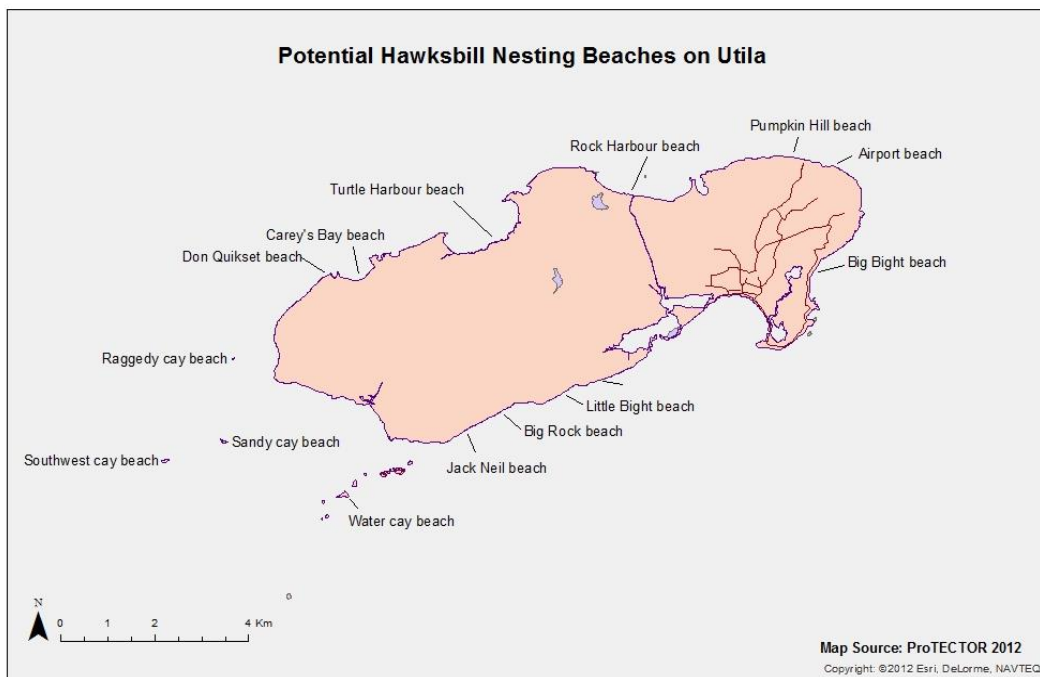 Potential Hawksbill Nesting Beaches on Utila
Pumpkin Hill beach
Rock Harbour beach
Airport beach
Turtle Harbour beach
Carey's Bay beach
Don Quikset beach
Big Bight beach
Raggedy cay beach
Little Bight beach
Big Rock beach
Sandy cay beach
Southwest cay beach
Jack Neil beach
Water cay beach
N
0 1 2 4 Km
Map Source: ProTECTOR 2012
Copyright: ©2012 Esri, DeLorme, NAVTEQ